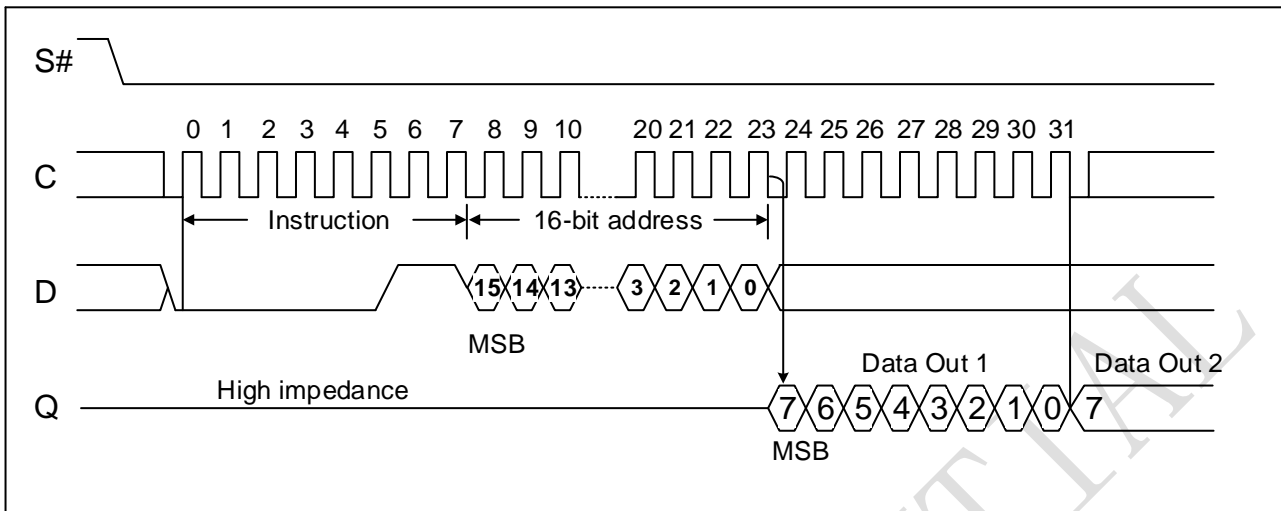 S#
0 1 2 3 4 5 6 7 8 9 10 20 21 22 23 24 25 26 27 28 29 30 31
C
Instruction 16-bit address
D 15 14 13 3 2 1 0
MSB
Data Out 1 Data Out 2
High impedance
Q 7 6 5 4 3 2 1 0 7
MSB